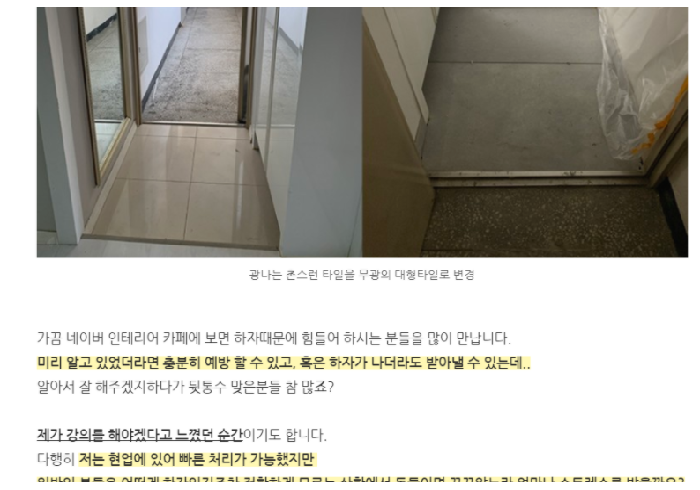 광나는 촌스런 타일을 무광의 대형타일로 변경
가끔 네이버 인테리어 카페에 보면 하자때문에 힘들어 하시는 분들을 많이 만납니다.
미리 알고 있었더라면 충분히 예방 할 수 있고, 혹은 하자가 나더라도 받아낼 수 있는데..
알아서 잘 해주겠지하다가 뒷통수 맞은분들 참 많죠?
제가 강의를 해야겠다고 느꼈던 순간이기도 합니다.
다행히 저는 현업에 있어 빠른 처리가 가능했지만